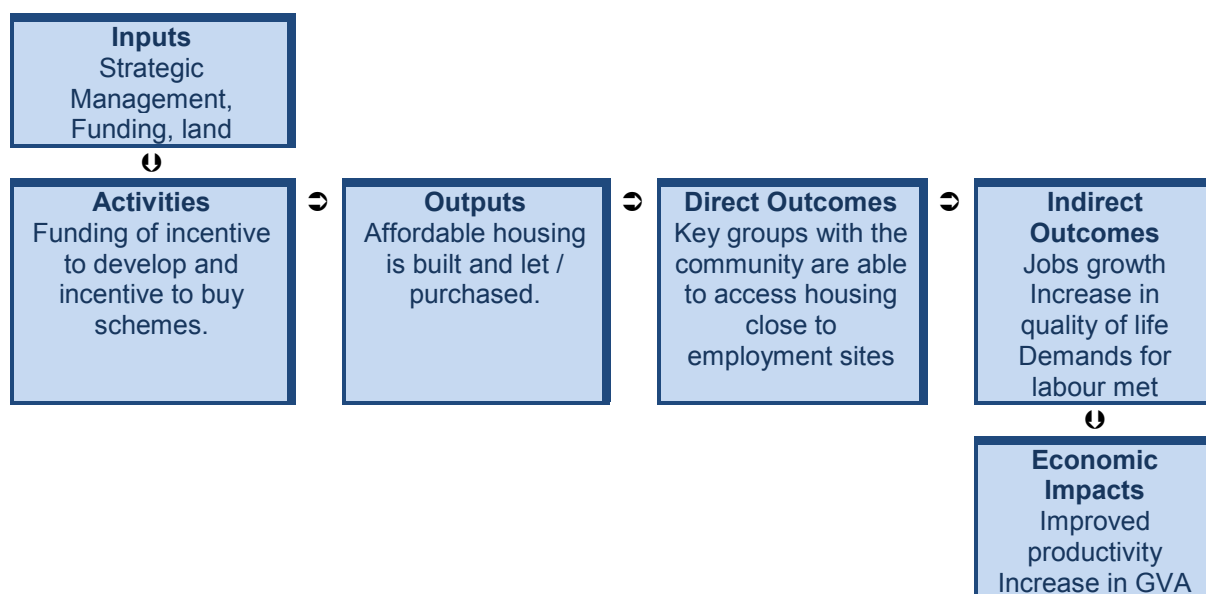 Inputs
Strategic
Management,
Funding, land
Activities
Funding of incentive
to develop and
incentive to buy
schemes.
Outputs
Affordable housing
is built and let /
purchased.
Direct Outcomes
Key groups with the
community are able
to access housing
close to
employment sites
Indirect
Outcomes
Jobs growth
Increase in
quality of life
Demands for
labour met
Economic
Impacts
Improved
productivity
Increase in GVA